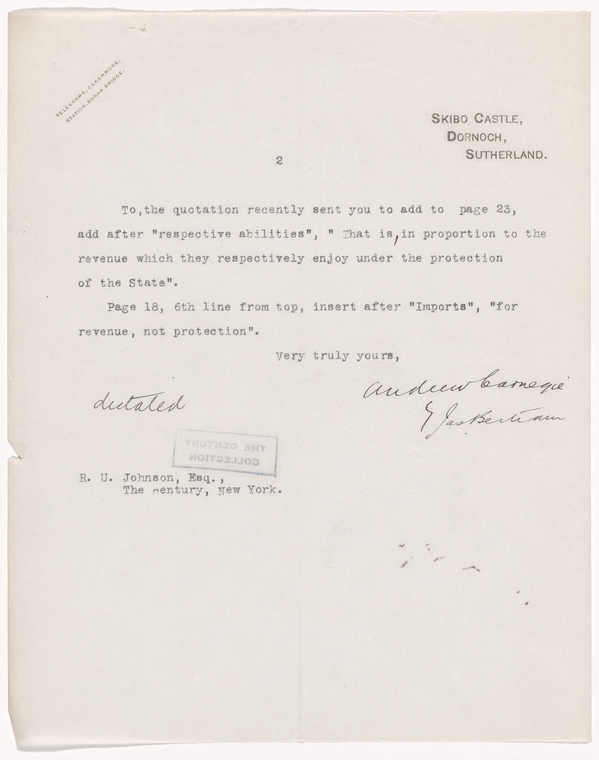 TELEGRAMS, CLASHMORE,
STATION, BONAR BRIDGE.
SKIBO CASTLE,
DORNOCH,
SUTHERLAND.
2
To,the quotation recently sent you to add to page 23,
add after "respective abilities", " That is,in proportion to the
revenue which they respectively enjoy under the protection
of the State".
Page 18, 6th line from top, insert after "Imports", "for
revenue, not protection".
Very truly yours,
Andrew Carnegie
dictated
Jas Bertram
THE CENTURY
COLLECTION
R. U. Johnson, Esq.,
The Century, New York.